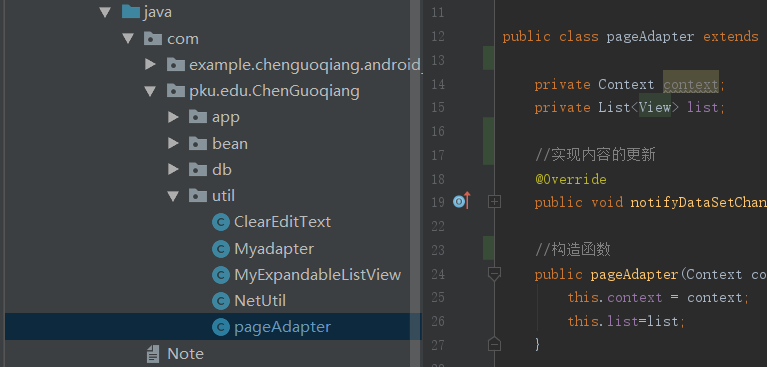 java
com
example.chenguoqiang.android_
pku.edu.ChenGuoqiang
app
bean
db
util
ClearEditText
Myadapter
MyExpandableListView
NetUtil
pageAdapter
Note
11
12 public class pageAdapter extends
13
14 private Context context;
15 private List<View> list;
16
17 //实现内容的更新
18 @Override
19 public void notifyDataSetChan
22
23 //构造函数
24 public pageAdapter(Context co
25 this.context = context;
26 this.list=list;
27 }